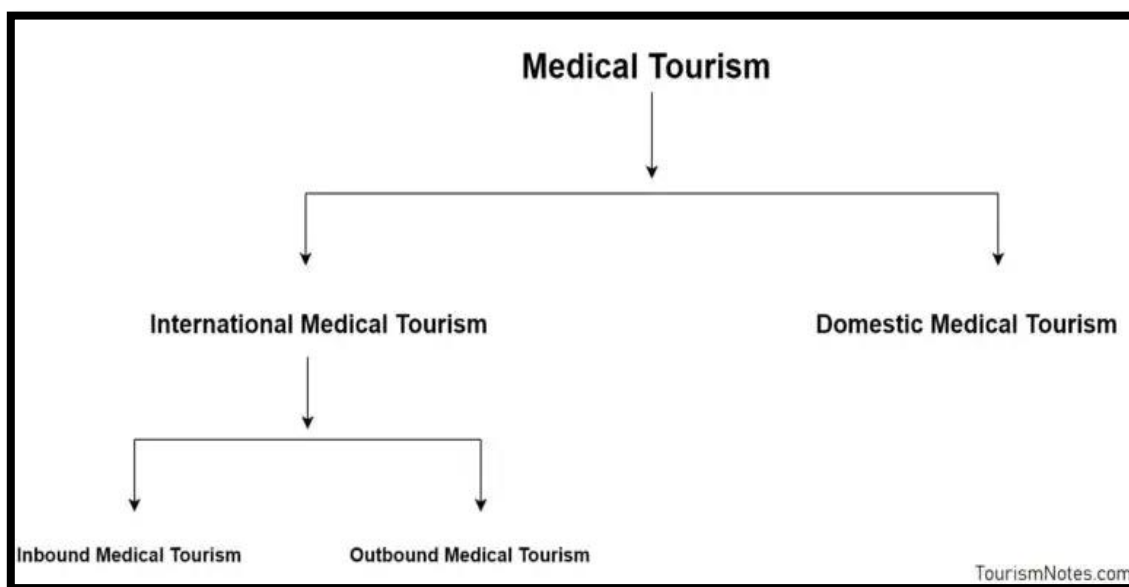 Medical Tourism
International Medical Tourism
Domestic Medical Tourism
Inbound Medical Tourism
Outbound Medical Tourism
TourismNotes.com